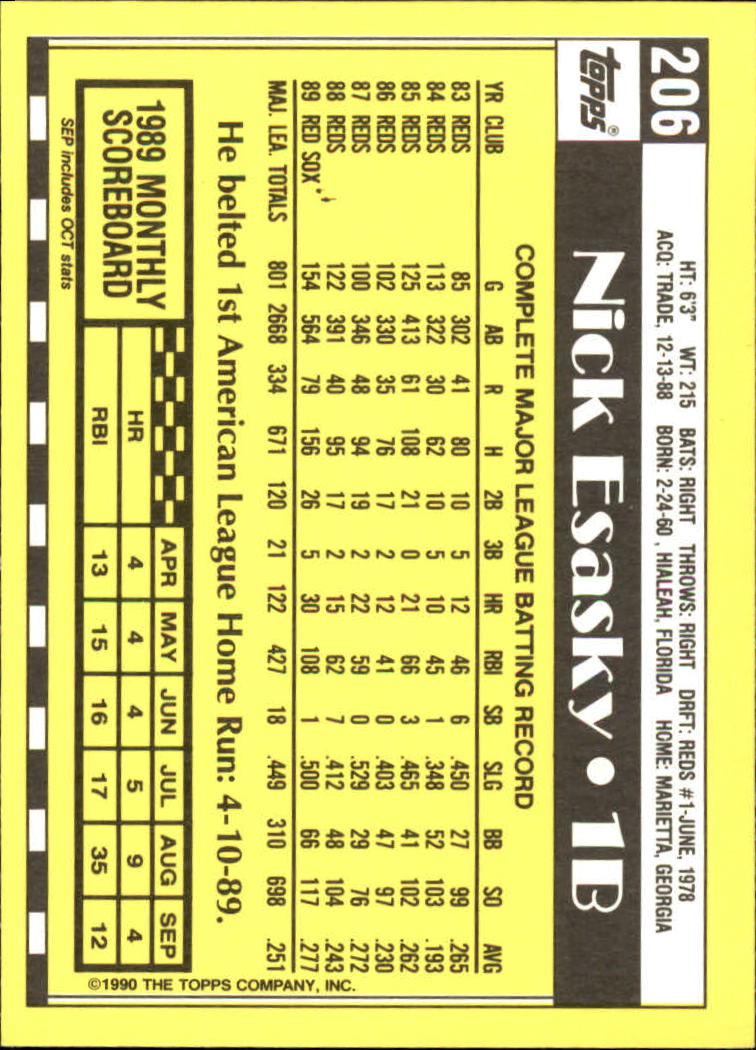 206
topps®
HT: 6'3" WT: 215 BATS: RIGHT THROWS: RIGHT DRFT: REDS #1-JUNE, 1978
ACQ: TRADE, 12-13-88 BORN: 2-24-60, HIALEAH, FLORIDA HOME: MARIETTA, GEORGIA
Nick Esasky • 1B
COMPLETE MAJOR LEAGUE BATTING RECORD
YR CLUB G AB R H 2B 3B HR RBI SB SLG BB SO AVG
83 REDS 85 302 41 80 10 5 12 46 6 .450 27 99 .265
84 REDS 113 322 30 62 10 5 10 45 1 .348 52 103 .193
85 REDS 125 413 61 108 21 0 21 66 3 .465 41 102 .262
86 REDS 102 330 35 76 17 2 12 41 0 .403 47 97 .230
87 REDS 100 346 48 94 19 2 22 59 0 .529 29 76 .272
88 REDS 122 391 40 95 17 2 15 62 7 .412 48 104 .243
89 RED SOX 154 564 79 156 26 5 30 108 1 .500 66 117 .277
MAJ. LEA. TOTALS 801 2668 334 671 120 21 122 427 18 .449 310 698 .251
He belted 1st American League Home Run: 4-10-89.
1989 MONTHLY
SCOREBOARD
APR MAY JUN JUL AUG SEP
HR 4 4 4 5 9 4
RBI 13 15 16 17 35 12
SEP includes OCT stats
©1990 THE TOPPS COMPANY, INC.